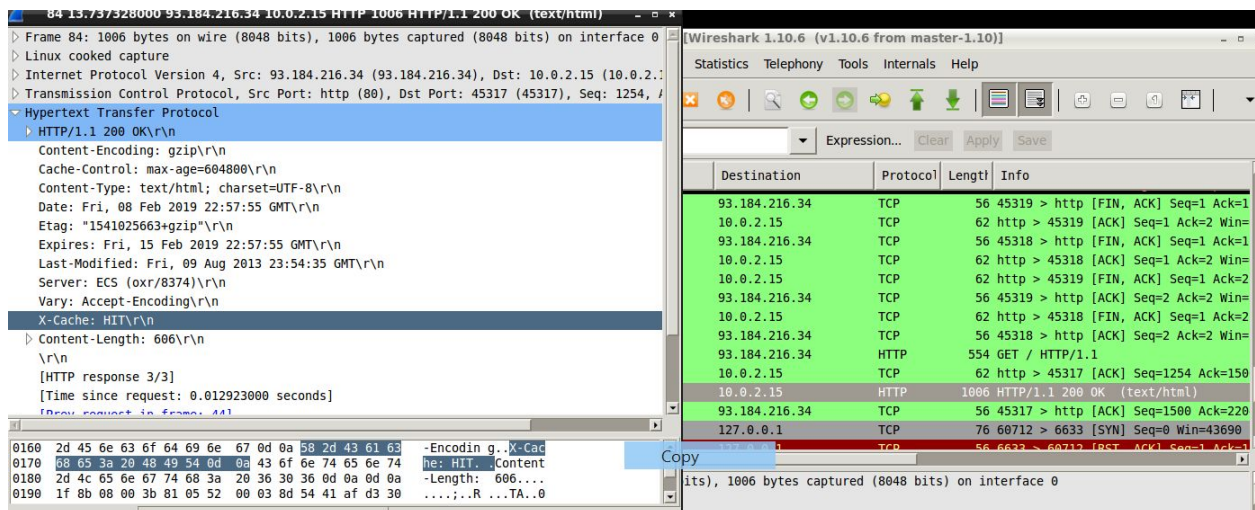 84 13.737328000 93.184.216.34 10.0.2.15 HTTP 1006 HTTP/1.1 200 OK (text/html)
Frame 84: 1006 bytes on wire (8048 bits), 1006 bytes captured (8048 bits) on interface 0
Linux cooked capture
Internet Protocol Version 4, Src: 93.184.216.34 (93.184.216.34), Dst: 10.0.2.15 (10.0.2.1
Transmission Control Protocol, Src Port: http (80), Dst Port: 45317 (45317), Seq: 1254,
Hypertext Transfer Protocol
HTTP/1.1 200 OK\r\n
Content-Encoding: gzip\r\n
Cache-Control: max-age=604800\r\n
Content-Type: text/html; charset=UTF-8\r\n
Date: Fri, 08 Feb 2019 22:57:55 GMT\r\n
Etag: "1541025663+gzip"\r\n
Expires: Fri, 15 Feb 2019 22:57:55 GMT\r\n
Last-Modified: Fri, 09 Aug 2013 23:54:35 GMT\r\n
Server: ECS (oxr/8374)\r\n
Vary: Accept-Encoding\r\n
X-Cache: HIT\r\n
Content-Length: 606\r\n
\r\n
[HTTP response 3/3]
[Time since request: 0.012923000 seconds]
[Prev request in frame: 44]
0160 2d 45 6e 63 6f 64 69 6e 67 0d 0a 58 2d 43 61 63 -Encodin g..X-Cac
0170 68 65 3a 20 48 49 54 0d 0a 43 6f 6e 74 65 6e 74 he: HIT. .Content
0180 2d 4c 65 6e 67 74 68 3a 20 36 30 36 0d 0a 0d 0a -Length: 606....
0190 1f 8b 08 00 3b 81 05 52 00 03 8d 54 41 af d3 30 ....;..R ...TA..0
Copy
[Wireshark 1.10.6 (v1.10.6 from master-1.10)]
Statistics Telephony Tools Internals Help
Expression... Clear Apply Save
Destination Protocol Length Info
93.184.216.34 TCP 56 45319 > http [FIN, ACK] Seq=1 Ack=1
10.0.2.15 TCP 62 http > 45319 [ACK] Seq=1 Ack=2 Win=
93.184.216.34 TCP 56 45318 > http [FIN, ACK] Seq=1 Ack=1
10.0.2.15 TCP 62 http > 45318 [ACK] Seq=1 Ack=2 Win=
10.0.2.15 TCP 62 http > 45319 [FIN, ACK] Seq=1 Ack=2
93.184.216.34 TCP 56 45319 > http [ACK] Seq=2 Ack=2 Win=
10.0.2.15 TCP 62 http > 45318 [FIN, ACK] Seq=1 Ack=2
93.184.216.34 TCP 56 45318 > http [ACK] Seq=2 Ack=2 Win=
93.184.216.34 HTTP 554 GET / HTTP/1.1
10.0.2.15 TCP 62 http > 45317 [ACK] Seq=1254 Ack=150
10.0.2.15 HTTP 1006 HTTP/1.1 200 OK (text/html)
93.184.216.34 TCP 56 45317 > http [ACK] Seq=1500 Ack=220
127.0.0.1 TCP 76 60712 > 6633 [SYN] Seq=0 Win=43690
127.0.0.1 TCP 56 6633 > 60712 [RST, ACK] Seq=1 Ack=1
its), 1006 bytes captured (8048 bits) on interface 0